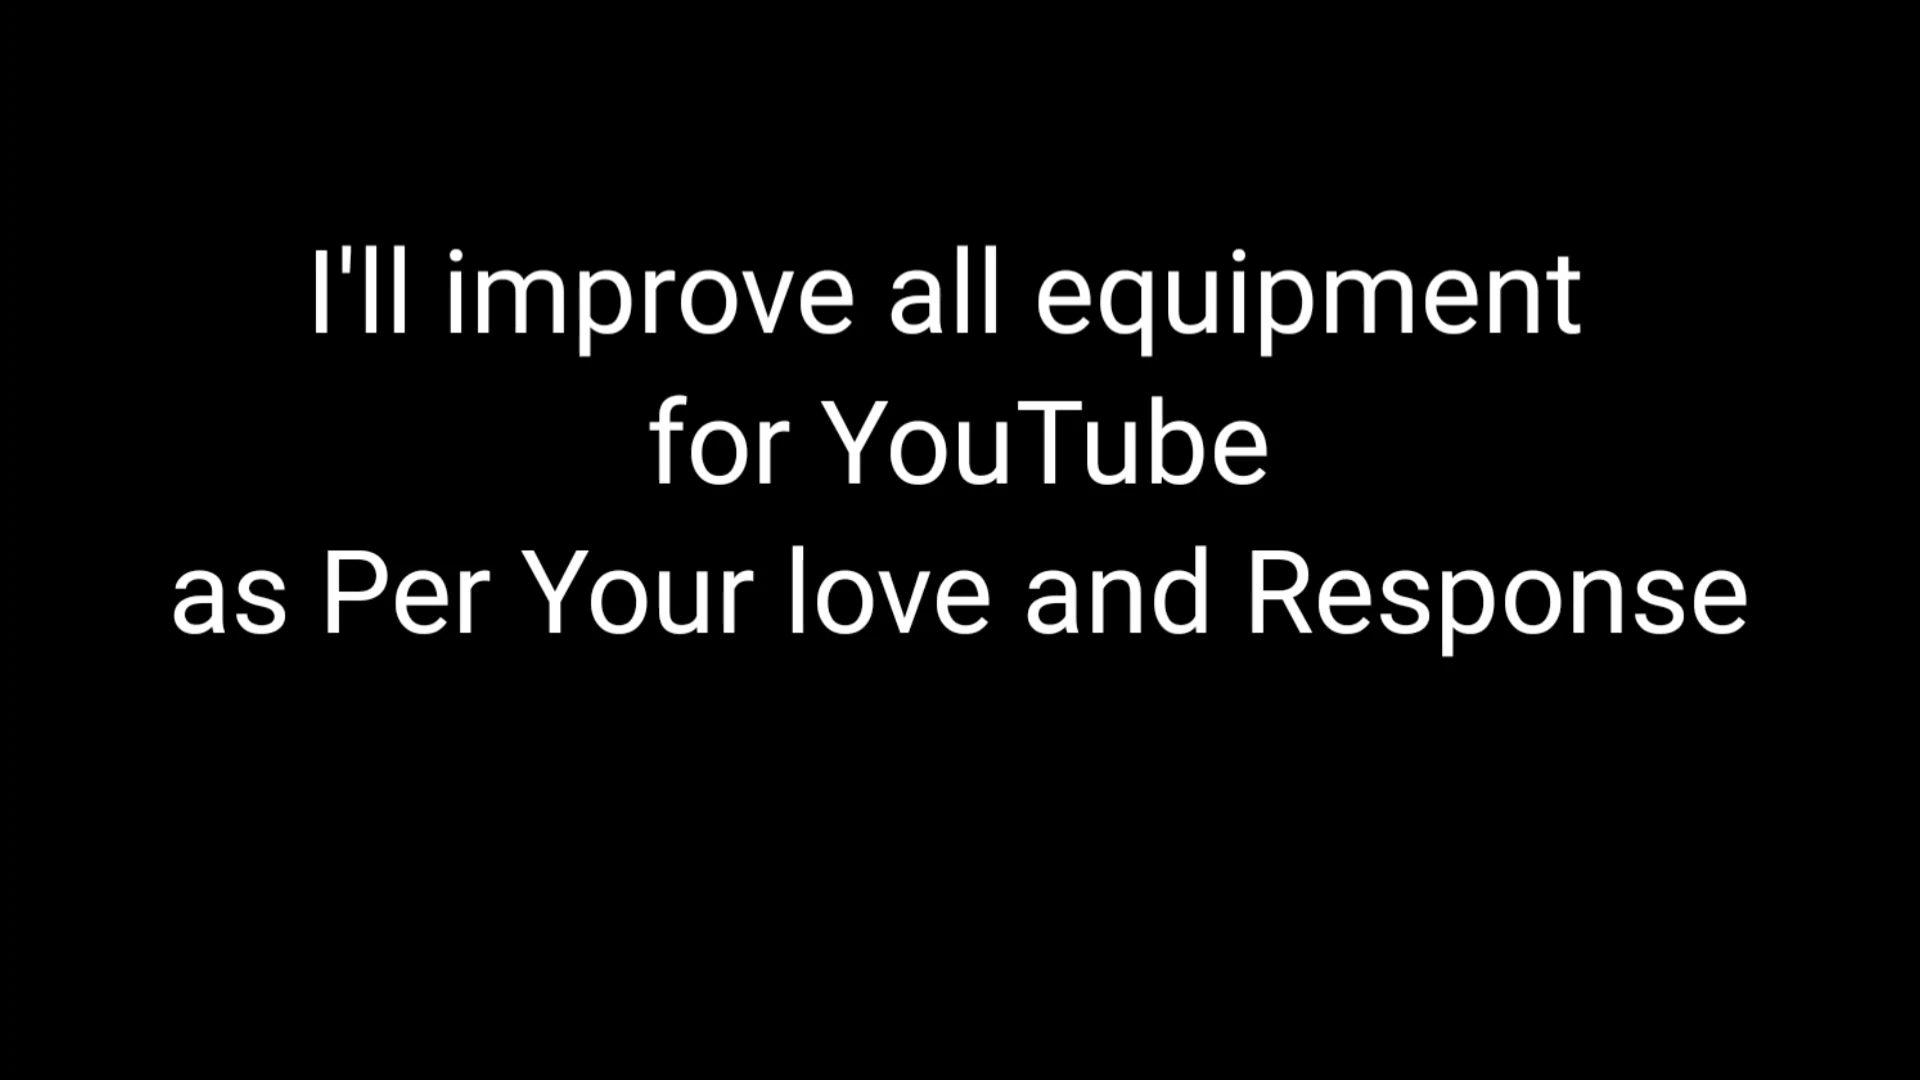 I'll improve all equipment
for YouTube
as Per Your love and Response